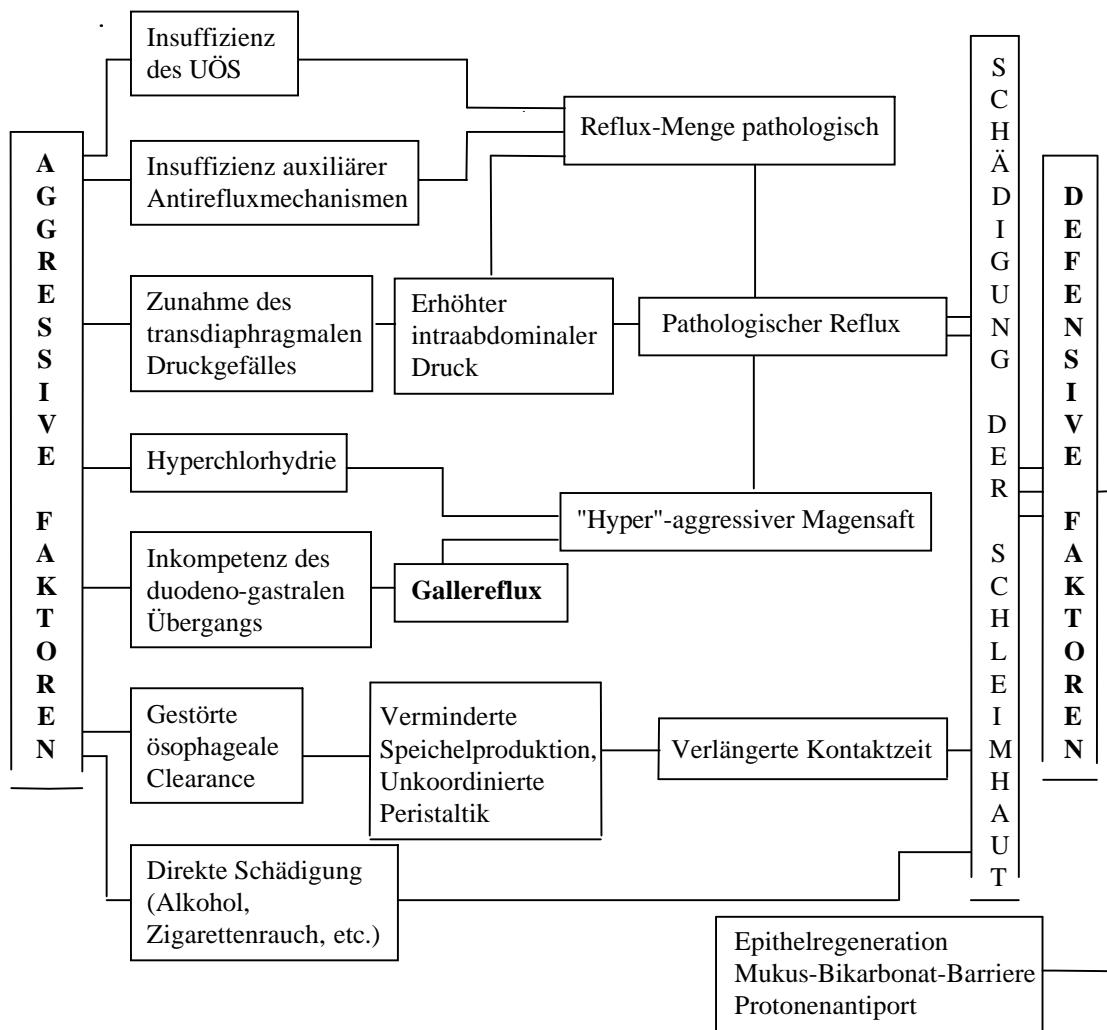 Insuffizienz
des UÖS
Reflux-Menge pathologisch
Insuffizienz auxiliärer
Antirefluxmechanismen
Zunahme des
transdiaphragmalen
Druckgefälles
Erhöhter
intraabdominaler
Druck
Pathologischer Reflux
Hyperchlorhydrie
"Hyper"-aggressiver Magensaft
Inkompetenz des
duodeno-gastralen
Übergangs
Gallereflux
Gestörte
ösophageale
Clearance
Verminderte
Speichelproduktion,
Unkoordinierte
Peristaltik
Verlängerte Kontaktzeit
Direkte Schädigung
(Alkohol,
Zigarettenrauch, etc.)
Epithelregeneration
Mukus-Bikarbonat-Barriere
Protonenantiport
AGGRESSIVE FAKTOREN
SCHÄDIGUNG DER SCHLEIMHAUT
DEFENSIVE FAKTOREN